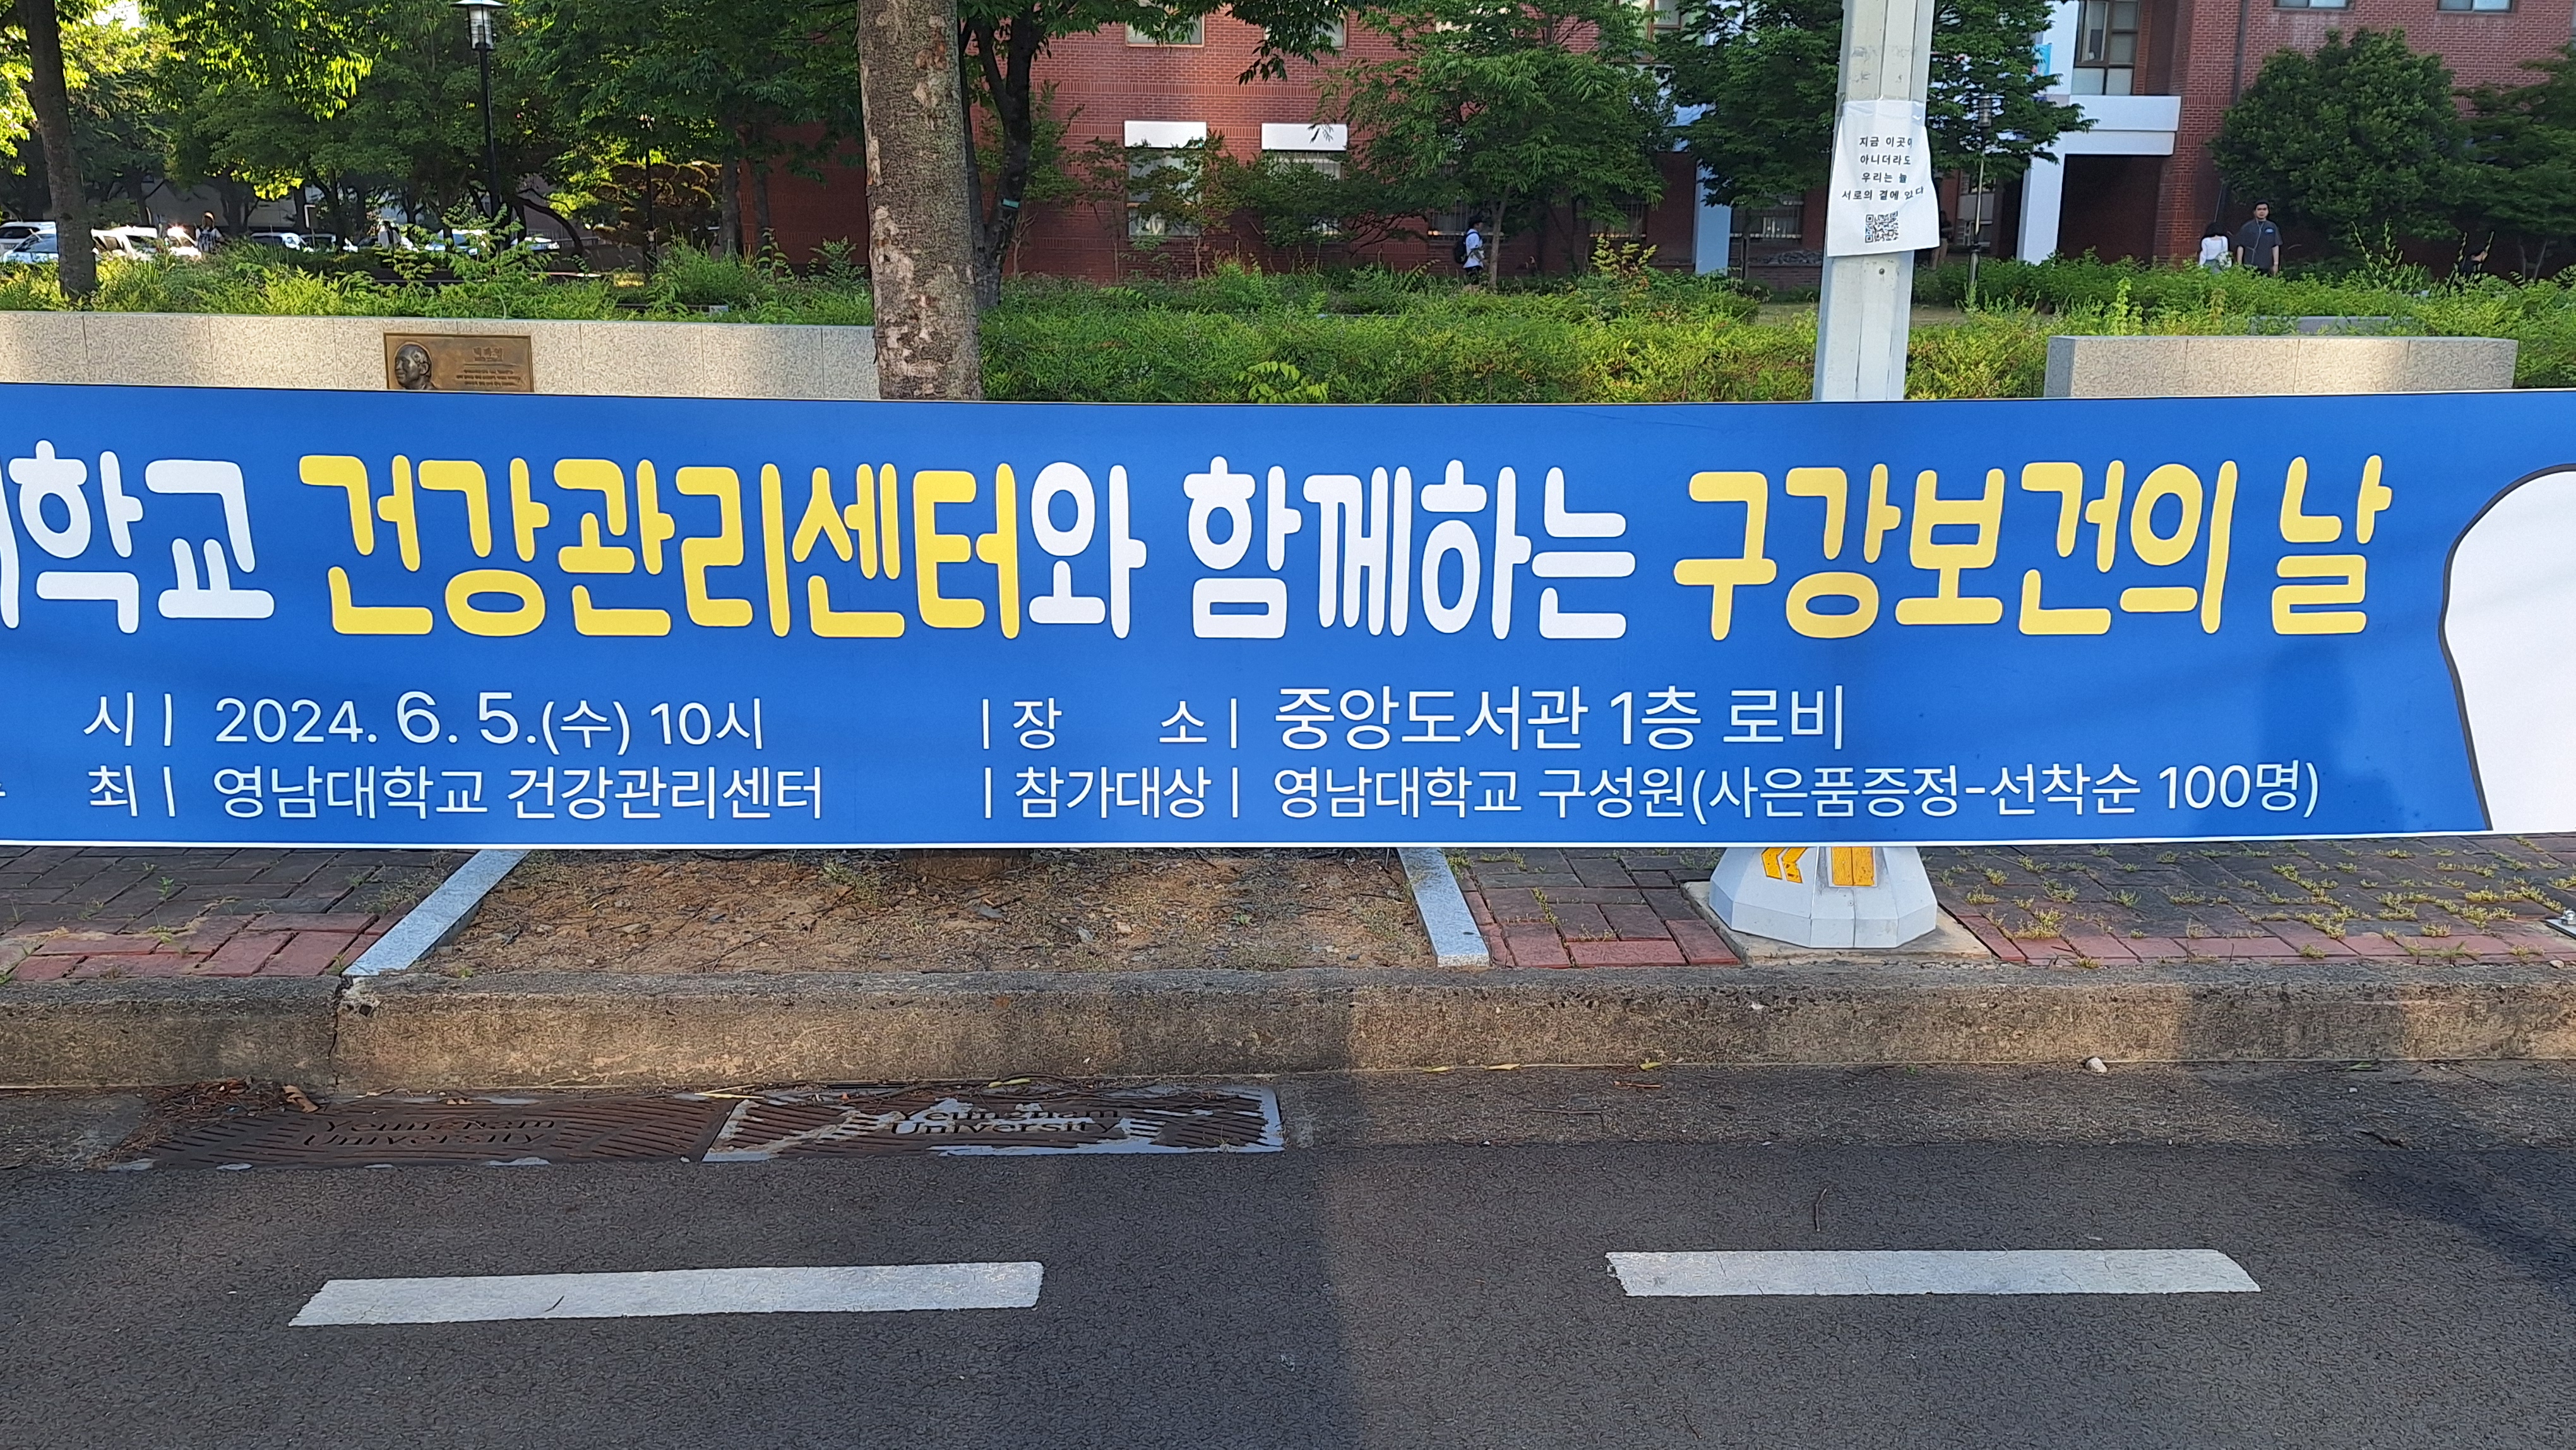 지금 이곳이
아니더라도
우리는 늘
서로의 곁에 있다
학교 건강관리센터와 함께하는 구강보건의 날
시 | 2024. 6. 5.(수) 10시 | 장 소 | 중앙도서관 1층 로비
최 | 영남대학교 건강관리센터 | 참가대상 | 영남대학교 구성원(사은품증정-선착순 100명)
Yeungnam
University
Yeungnam
University